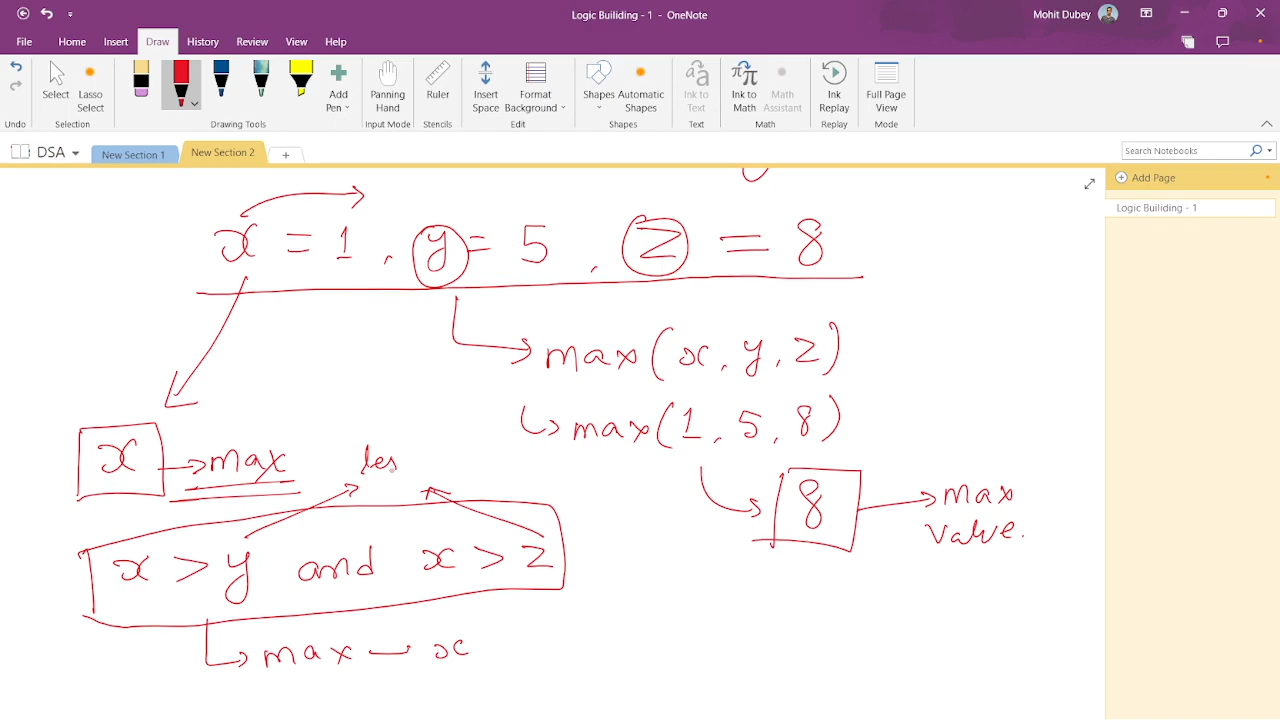 Logic Builiding - 1 - OneNote
Mohit Dubey
File Home Insert Draw History Review View Help
Select Lasso Select Add Pen Panning Hand Ruler Insert Space Format Background Shapes Automatic Shapes Ink to Text Ink to Math Math Assistant Ink Replay Full Page View
Undo Selection Drawing Tools Input Mode Stencils Edit Shapes Text Math Replay Mode
DSA New Section 1 New Section 2 + Search Notebooks
Add Page
Logic Builiding - 1
x = 1, y = 5, z = 8
max(x, y, z)
max(1, 5, 8)
x → max les
8 → max
value.
x > y and x > z
max — x